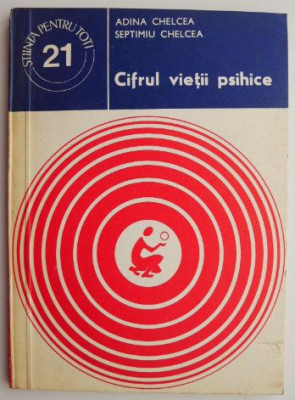 ȘTIINȚA PENTRU TOȚI
21
ADINA CHELCEA
SEPTIMIU CHELCEA
Cifrul vieții psihice